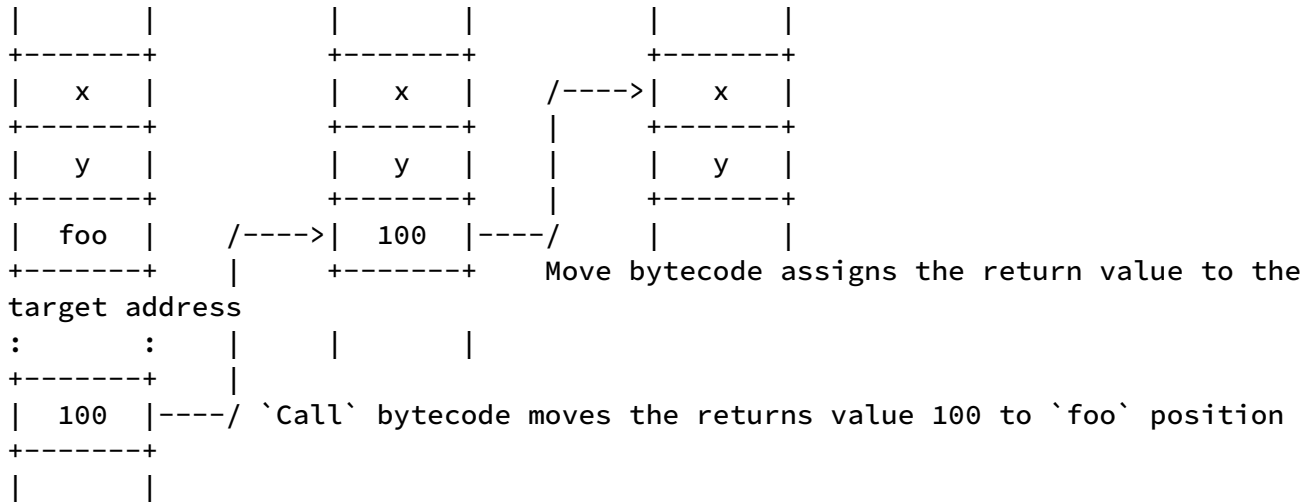 |       |          |       |          |       |
+-------+          +-------+          +-------+
|   x   |          |   x   |    /---->|   x   |
+-------+          +-------+    |     +-------+
|   y   |          |   y   |    |     |   y   |
+-------+          +-------+    |     +-------+
|  foo  |    /---->|  100  |----/     |       |
+-------+    |     +-------+    Move bytecode assigns the return value to the
target address
:       :    |     |       |
+-------+    |
|  100  |----/ `Call` bytecode moves the returns value 100 to `foo` position
+-------+
|       |